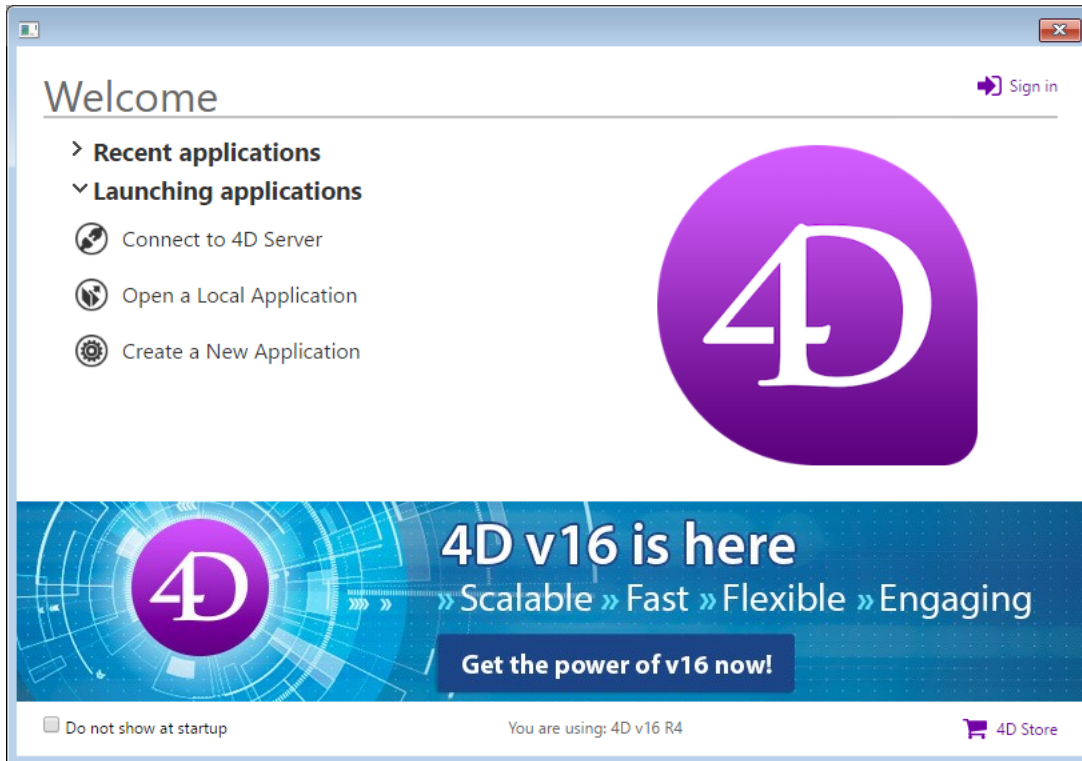 Welcome
Sign in
Recent applications
Launching applications
Connect to 4D Server
Open a Local Application
Create a New Application
4D
4D
4D v16 is here
»Scalable »Fast »Flexible »Engaging
Get the power of v16 now!
Do not show at startup
You are using: 4D v16 R4
4D Store